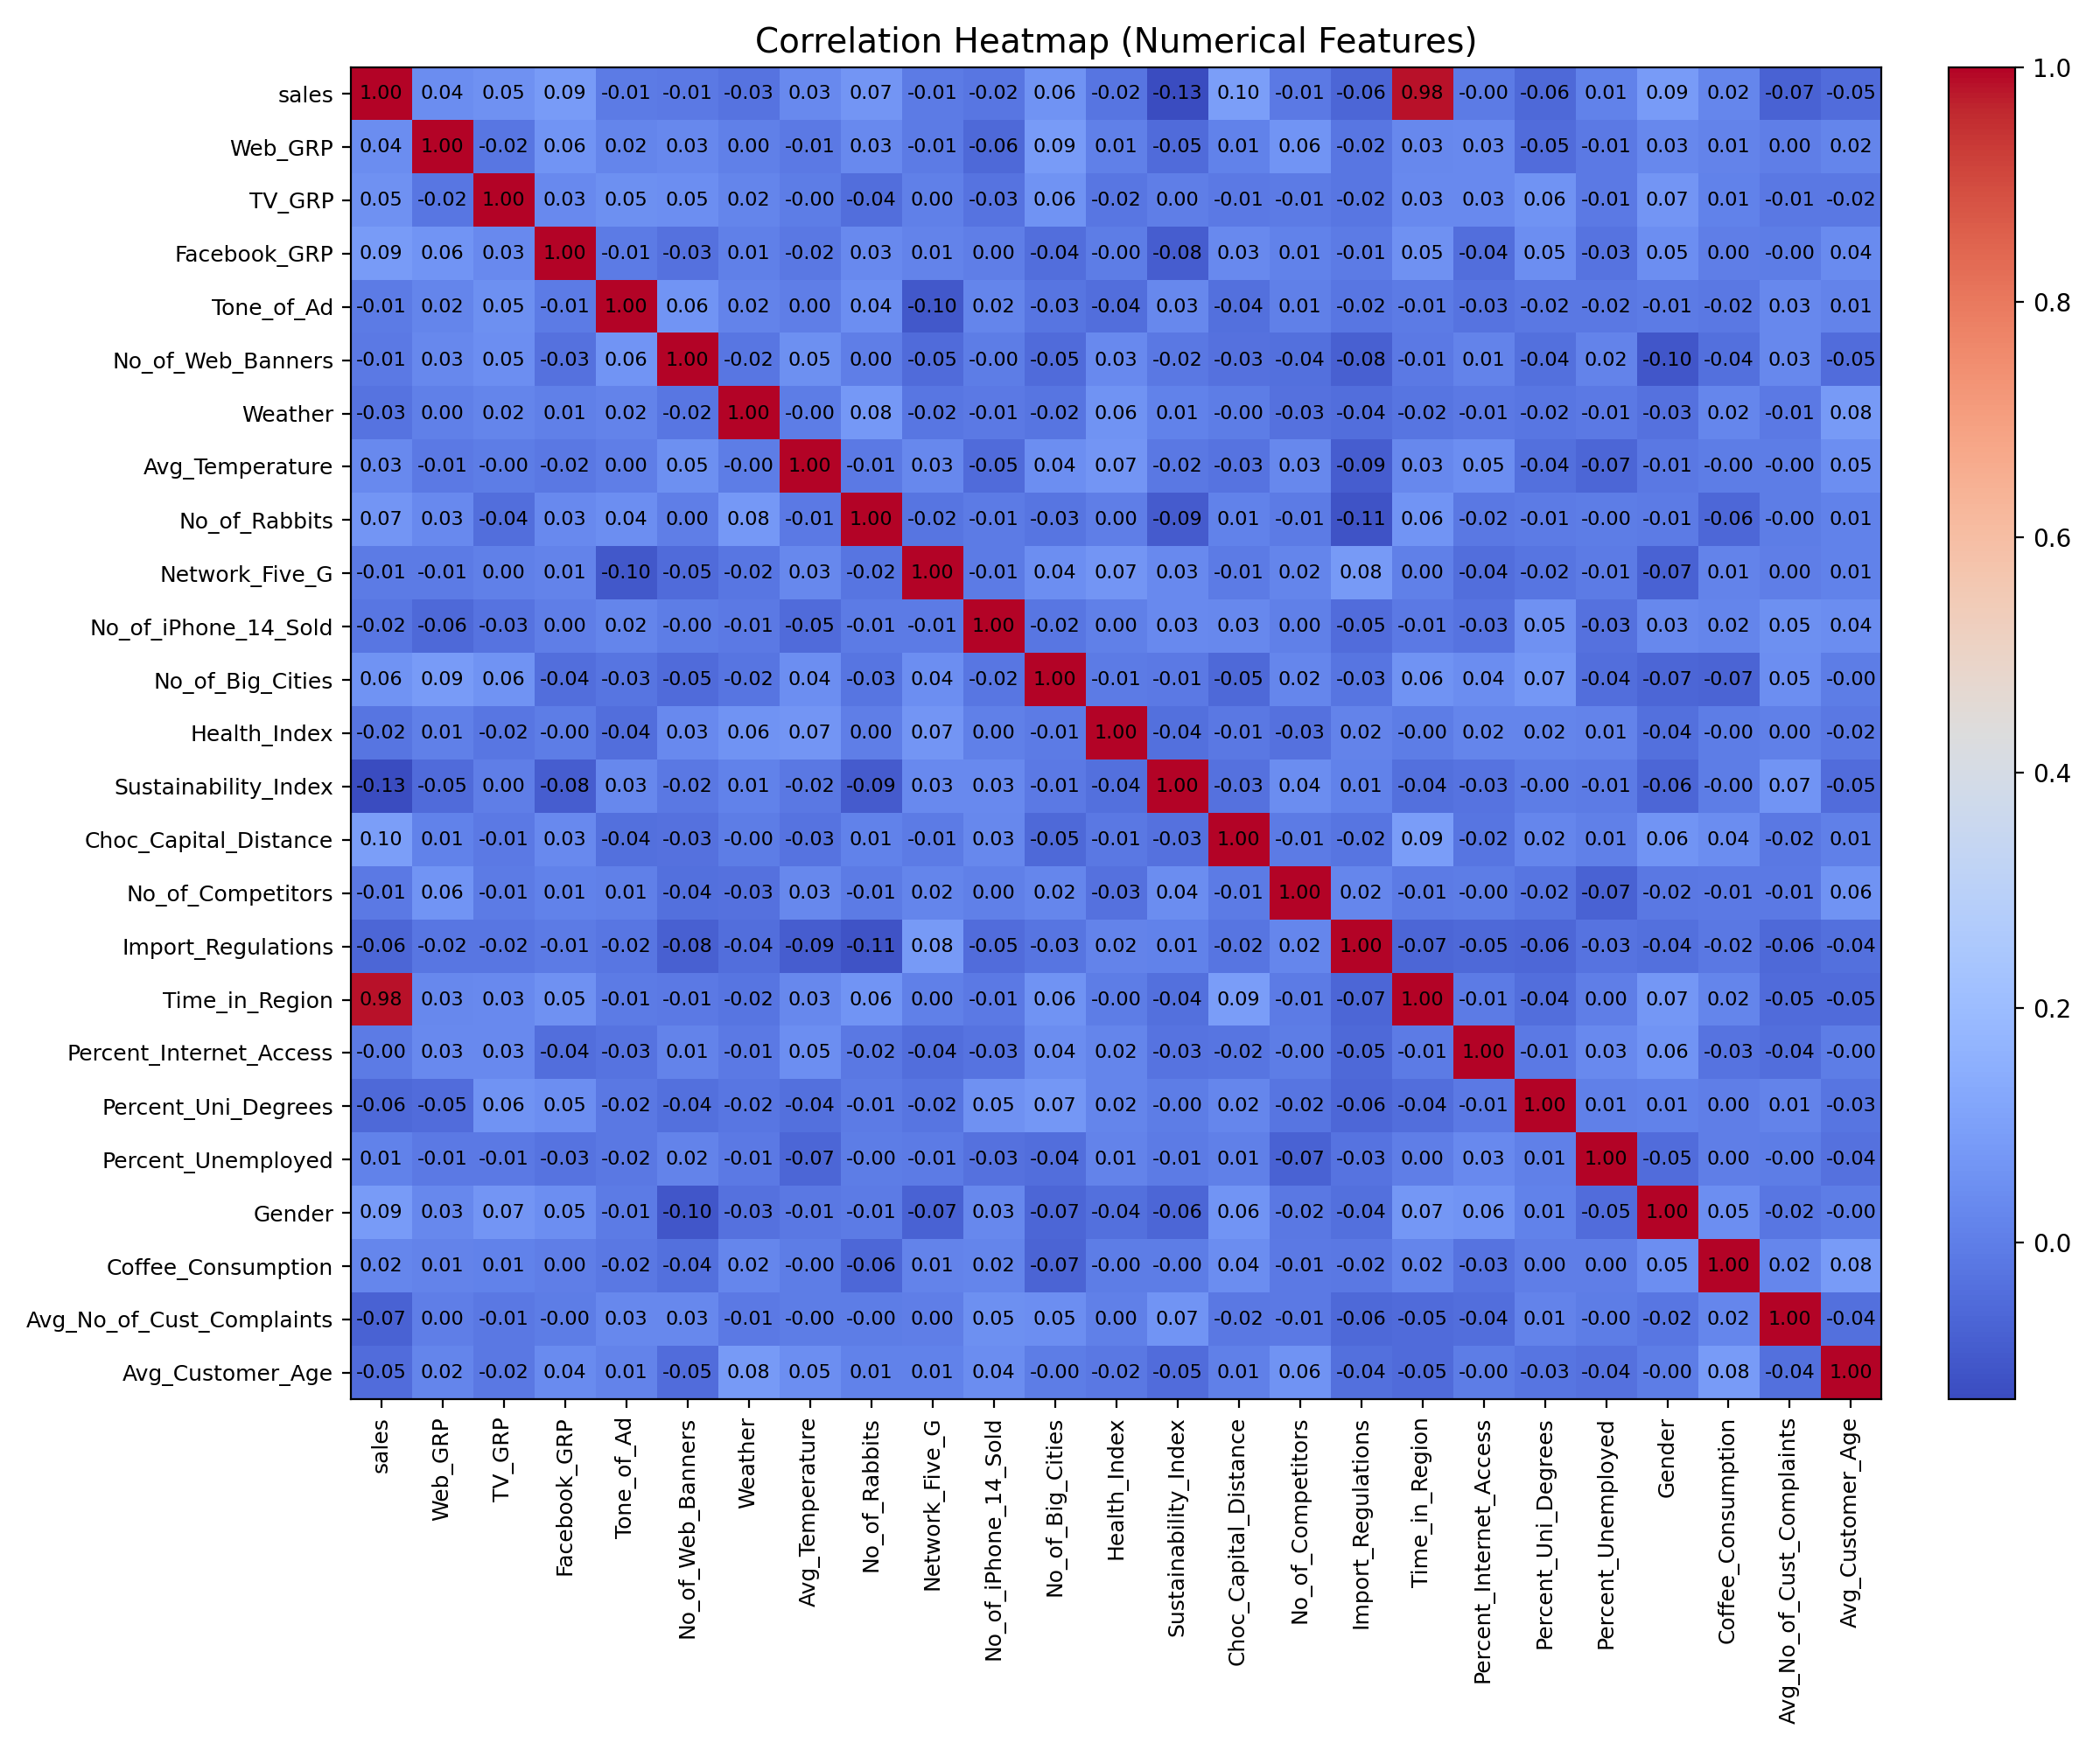 Correlation Heatmap (Numerical Features)
sales 1.00 0.04 0.05 0.09 -0.01 -0.01 -0.03 0.03 0.07 -0.01 -0.02 0.06 -0.02 -0.13 0.10 -0.01 -0.06 0.98 -0.00 -0.06 0.01 0.09 0.02 -0.07 -0.05
Web_GRP 0.04 1.00 -0.02 0.06 0.02 0.03 0.00 -0.01 0.03 -0.01 -0.06 0.09 0.01 -0.05 0.01 0.06 -0.02 0.03 0.03 -0.05 -0.01 0.03 0.01 0.00 0.02
TV_GRP 0.05 -0.02 1.00 0.03 0.05 0.05 0.02 -0.00 -0.04 0.00 -0.03 0.06 -0.02 0.00 -0.01 -0.01 -0.02 0.03 0.03 0.06 -0.01 0.07 0.01 -0.01 -0.02
Facebook_GRP 0.09 0.06 0.03 1.00 -0.01 -0.03 0.01 -0.02 0.03 0.01 0.00 -0.04 -0.00 -0.08 0.03 0.01 -0.01 0.05 -0.04 0.05 -0.03 0.05 0.00 -0.00 0.04
Tone_of_Ad -0.01 0.02 0.05 -0.01 1.00 0.06 0.02 0.00 0.04 -0.10 0.02 -0.03 -0.04 0.03 -0.04 0.01 -0.02 -0.01 -0.03 -0.02 -0.02 -0.01 -0.02 0.03 0.01
No_of_Web_Banners -0.01 0.03 0.05 -0.03 0.06 1.00 -0.02 0.05 0.00 -0.05 -0.00 -0.05 0.03 -0.02 -0.03 -0.04 -0.08 -0.01 0.01 -0.04 0.02 -0.10 -0.04 0.03 -0.05
Weather -0.03 0.00 0.02 0.01 0.02 -0.02 1.00 -0.00 0.08 -0.02 -0.01 -0.02 0.06 0.01 -0.00 -0.03 -0.04 -0.02 -0.01 -0.02 -0.01 -0.03 0.02 -0.01 0.08
Avg_Temperature 0.03 -0.01 -0.00 -0.02 0.00 0.05 -0.00 1.00 -0.01 0.03 -0.05 0.04 0.07 -0.02 -0.03 0.03 -0.09 0.03 0.05 -0.04 -0.07 -0.01 -0.00 -0.00 0.05
No_of_Rabbits 0.07 0.03 -0.04 0.03 0.04 0.00 0.08 -0.01 1.00 -0.02 -0.01 -0.03 0.00 -0.09 0.01 -0.01 -0.11 0.06 -0.02 -0.01 -0.00 -0.01 -0.06 -0.00 0.01
Network_Five_G -0.01 -0.01 0.00 0.01 -0.10 -0.05 -0.02 0.03 -0.02 1.00 -0.01 0.04 0.07 0.03 -0.01 0.02 0.08 0.00 -0.04 -0.02 -0.01 -0.07 0.01 0.00 0.01
No_of_iPhone_14_Sold -0.02 -0.06 -0.03 0.00 0.02 -0.00 -0.01 -0.05 -0.01 -0.01 1.00 -0.02 0.00 0.03 0.03 0.00 -0.05 -0.01 -0.03 0.05 -0.03 0.03 0.02 0.05 0.04
No_of_Big_Cities 0.06 0.09 0.06 -0.04 -0.03 -0.05 -0.02 0.04 -0.03 0.04 -0.02 1.00 -0.01 -0.01 -0.05 0.02 -0.03 0.06 0.04 0.07 -0.04 -0.07 -0.07 0.05 -0.00
Health_Index -0.02 0.01 -0.02 -0.00 -0.04 0.03 0.06 0.07 0.00 0.07 0.00 -0.01 1.00 -0.04 -0.01 -0.03 0.02 -0.00 0.02 0.02 0.01 -0.04 -0.00 0.00 -0.02
Sustainability_Index -0.13 -0.05 0.00 -0.08 0.03 -0.02 0.01 -0.02 -0.09 0.03 0.03 -0.01 -0.04 1.00 -0.03 0.04 0.01 -0.04 -0.03 -0.00 -0.01 -0.06 -0.00 0.07 -0.05
Choc_Capital_Distance 0.10 0.01 -0.01 0.03 -0.04 -0.03 -0.00 -0.03 0.01 -0.01 0.03 -0.05 -0.01 -0.03 1.00 -0.01 -0.02 0.09 -0.02 0.02 0.01 0.06 0.04 -0.02 0.01
No_of_Competitors -0.01 0.06 -0.01 0.01 0.01 -0.04 -0.03 0.03 -0.01 0.02 0.00 0.02 -0.03 0.04 -0.01 1.00 0.02 -0.01 -0.00 -0.02 -0.07 -0.02 -0.01 -0.01 0.06
Import_Regulations -0.06 -0.02 -0.02 -0.01 -0.02 -0.08 -0.04 -0.09 -0.11 0.08 -0.05 -0.03 0.02 0.01 -0.02 0.02 1.00 -0.07 -0.05 -0.06 -0.03 -0.04 -0.02 -0.06 -0.04
Time_in_Region 0.98 0.03 0.03 0.05 -0.01 -0.01 -0.02 0.03 0.06 0.00 -0.01 0.06 -0.00 -0.04 0.09 -0.01 -0.07 1.00 -0.01 -0.04 0.00 0.07 0.02 -0.05 -0.05
Percent_Internet_Access -0.00 0.03 0.03 -0.04 -0.03 0.01 -0.01 0.05 -0.02 -0.04 -0.03 0.04 0.02 -0.03 -0.02 -0.00 -0.05 -0.01 1.00 -0.01 0.03 0.06 -0.03 -0.04 -0.00
Percent_Uni_Degrees -0.06 -0.05 0.06 0.05 -0.02 -0.04 -0.02 -0.04 -0.01 -0.02 0.05 0.07 0.02 -0.00 0.02 -0.02 -0.06 -0.04 -0.01 1.00 0.01 0.01 0.00 0.01 -0.03
Percent_Unemployed 0.01 -0.01 -0.01 -0.03 -0.02 0.02 -0.01 -0.07 -0.00 -0.01 -0.03 -0.04 0.01 -0.01 0.01 -0.07 -0.03 0.00 0.03 0.01 1.00 -0.05 0.00 -0.00 -0.04
Gender 0.09 0.03 0.07 0.05 -0.01 -0.10 -0.03 -0.01 -0.01 -0.07 0.03 -0.07 -0.04 -0.06 0.06 -0.02 -0.04 0.07 0.06 0.01 -0.05 1.00 0.05 -0.02 -0.00
Coffee_Consumption 0.02 0.01 0.01 0.00 -0.02 -0.04 0.02 -0.00 -0.06 0.01 0.02 -0.07 -0.00 -0.00 0.04 -0.01 -0.02 0.02 -0.03 0.00 0.00 0.05 1.00 0.02 0.08
Avg_No_of_Cust_Complaints -0.07 0.00 -0.01 -0.00 0.03 0.03 -0.01 -0.00 -0.00 0.00 0.05 0.05 0.00 0.07 -0.02 -0.01 -0.06 -0.05 -0.04 0.01 -0.00 -0.02 0.02 1.00 -0.04
Avg_Customer_Age -0.05 0.02 -0.02 0.04 0.01 -0.05 0.08 0.05 0.01 0.01 0.04 -0.00 -0.02 -0.05 0.01 0.06 -0.04 -0.05 -0.00 -0.03 -0.04 -0.00 0.08 -0.04 1.00
sales
Web_GRP
TV_GRP
Facebook_GRP
Tone_of_Ad
No_of_Web_Banners
Weather
Avg_Temperature
No_of_Rabbits
Network_Five_G
No_of_iPhone_14_Sold
No_of_Big_Cities
Health_Index
Sustainability_Index
Choc_Capital_Distance
No_of_Competitors
Import_Regulations
Time_in_Region
Percent_Internet_Access
Percent_Uni_Degrees
Percent_Unemployed
Gender
Coffee_Consumption
Avg_No_of_Cust_Complaints
Avg_Customer_Age
1.0
0.8
0.6
0.4
0.2
0.0